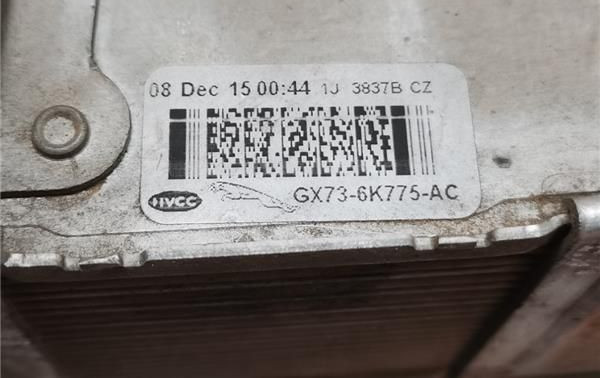 08 Dec 15 00:44 1J 3837B CZ
HVCC GX73-6K775-AC